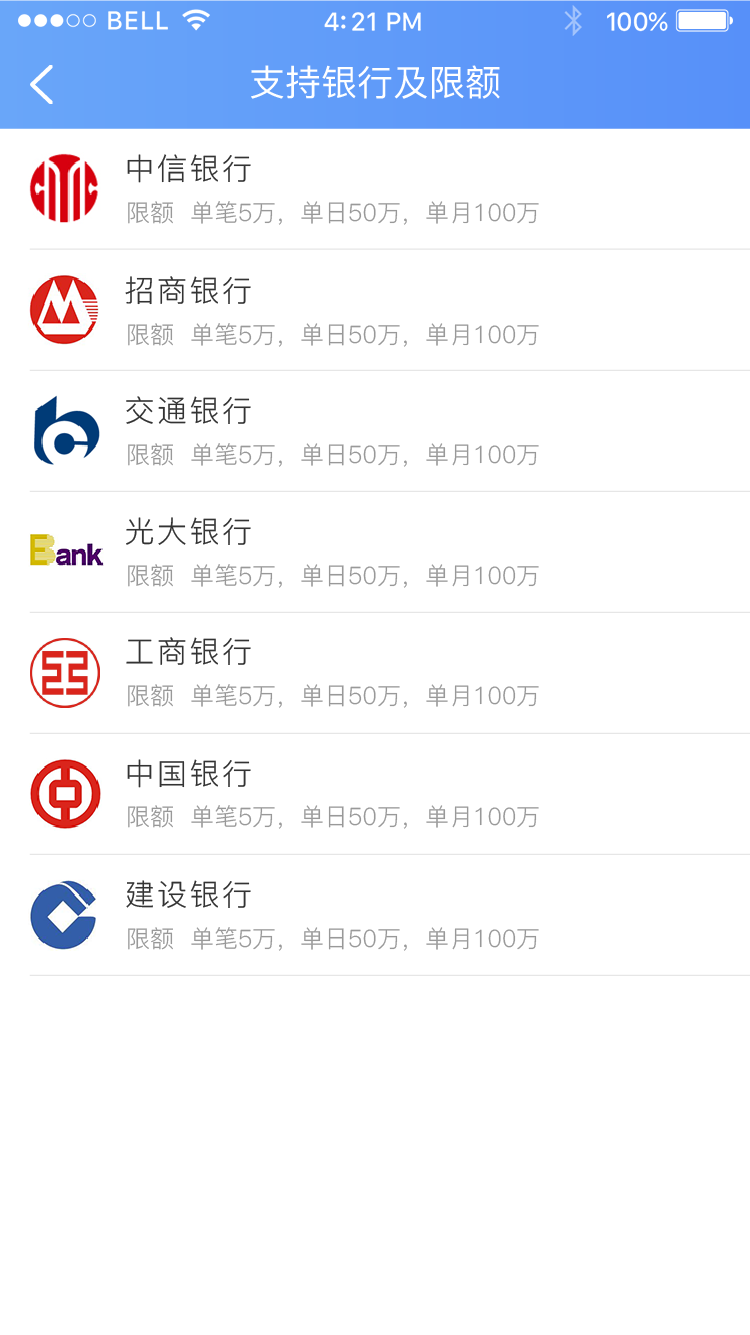 BELL 4:21 PM 100%
支持银行及限额
中信银行
限额 单笔5万，单日50万，单月100万
招商银行
限额 单笔5万，单日50万，单月100万
交通银行
限额 单笔5万，单日50万，单月100万
Bank
光大银行
限额 单笔5万，单日50万，单月100万
工商银行
限额 单笔5万，单日50万，单月100万
中国银行
限额 单笔5万，单日50万，单月100万
建设银行
限额 单笔5万，单日50万，单月100万